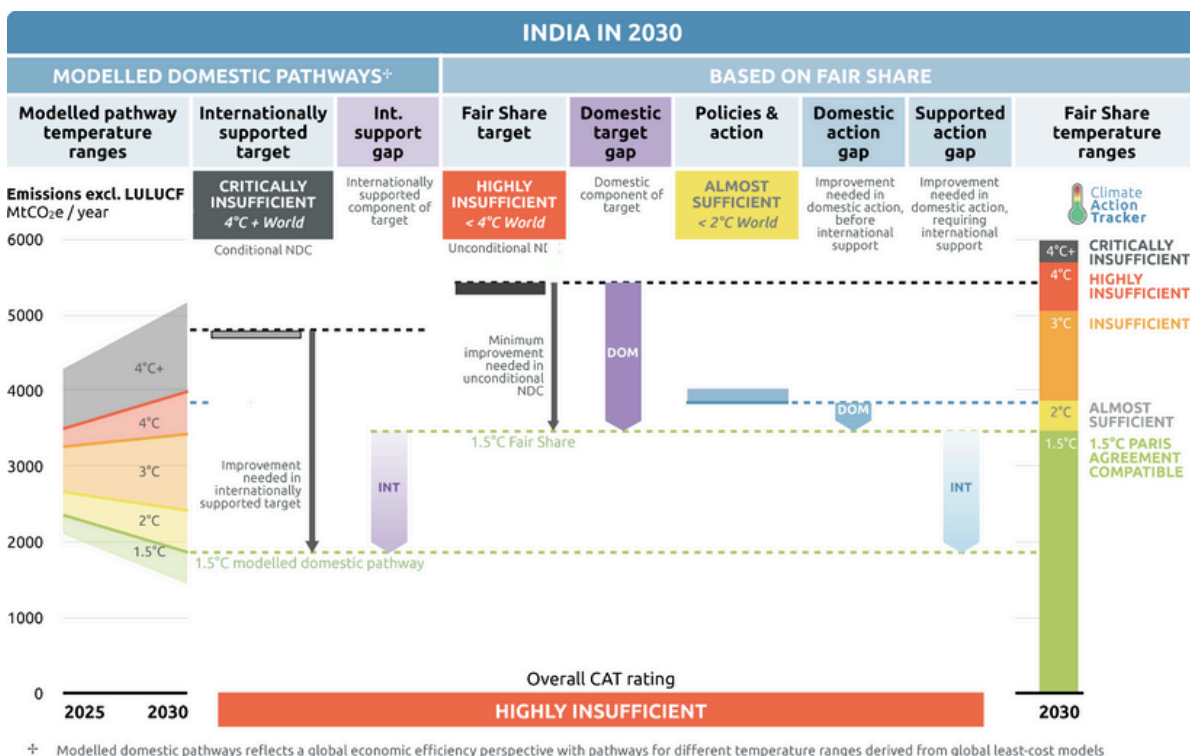 INDIA IN 2030
MODELLED DOMESTIC PATHWAYS✢
BASED ON FAIR SHARE
Modelled pathway
temperature
ranges
Internationally
supported
target
Int.
support
gap
Fair Share
target
Domestic
target
gap
Policies &
action
Domestic
action
gap
Supported
action
gap
Fair Share
temperature
ranges
Emissions excl. LULUCF
MtCO₂e / year
CRITICALLY
INSUFFICIENT
4°C + World
Conditional NDC
Internationally
supported
component of
target
HIGHLY
INSUFFICIENT
< 4°C World
Unconditional
Domestic
component of
target
ALMOST
SUFFICIENT
< 2°C World
Improvement
needed in
domestic action,
before
international
support
Improvement
needed in
domestic action,
requiring
international
support
Climate
Action
Tracker
6000
5000
4000
3000
2000
1000
0
4°C+
4°C
3°C
2°C
1.5°C
Improvement
needed in
internationally
supported target
1.5°C modelled domestic pathway
INT
Minimum
improvement
needed in
unconditional
NDC
1.5°C Fair Share
DOM
DOM
INT
4°C+
CRITICALLY
INSUFFICIENT
4°C
HIGHLY
INSUFFICIENT
3°C
INSUFFICIENT
2°C
ALMOST
SUFFICIENT
1.5°C
1.5°C PARIS
AGREEMENT
COMPATIBLE
2025
2030
Overall CAT rating
HIGHLY INSUFFICIENT
2030
✢ Modelled domestic pathways reflects a global economic efficiency perspective with pathways for different temperature ranges derived from global least-cost models